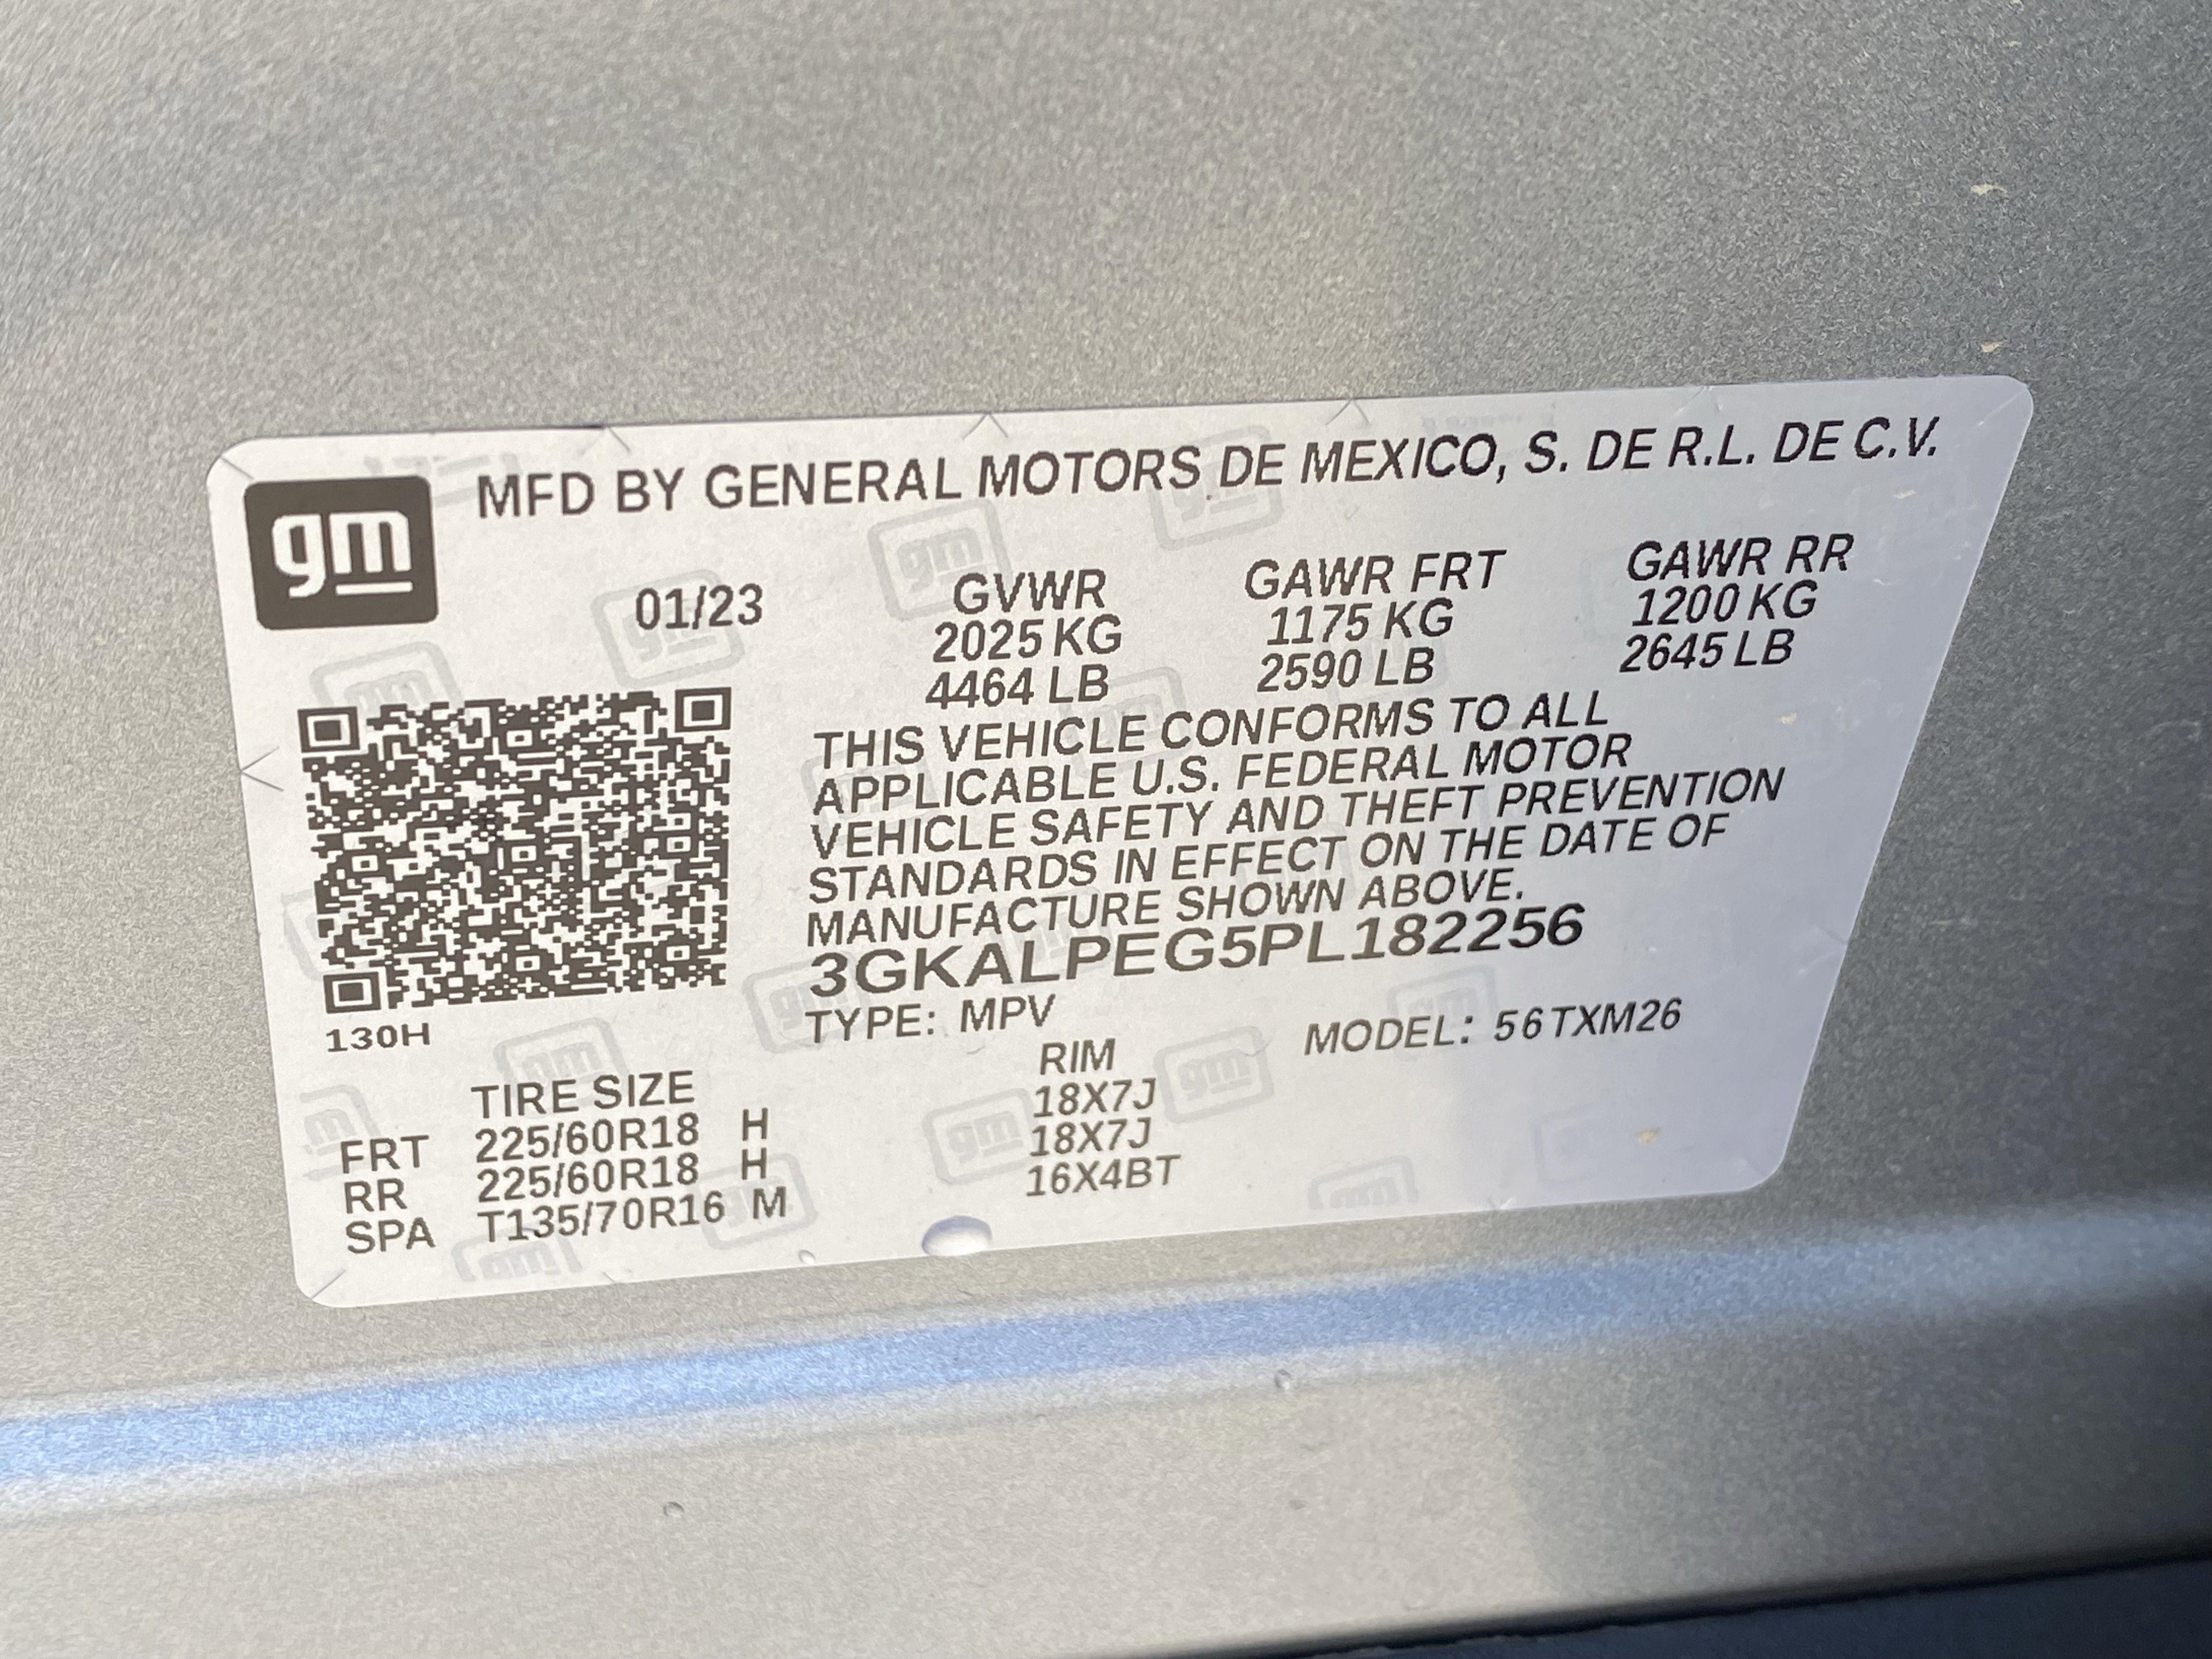 gm
MFD BY GENERAL MOTORS DE MEXICO, S. DE R.L. DE C.V.
01/23
GVWR GAWR FRT GAWR RR
2025 KG 1175 KG 1200 KG
4464 LB 2590 LB 2645 LB
THIS VEHICLE CONFORMS TO ALL
APPLICABLE U.S. FEDERAL MOTOR
VEHICLE SAFETY AND THEFT PREVENTION
STANDARDS IN EFFECT ON THE DATE OF
MANUFACTURE SHOWN ABOVE.
3GKALPEG5PL182256
130H
TYPE: MPV MODEL: 56TXM26
TIRE SIZE RIM
FRT 225/60R18 H 18X7J
RR 225/60R18 H 18X7J
SPA T135/70R16 M 16X4BT